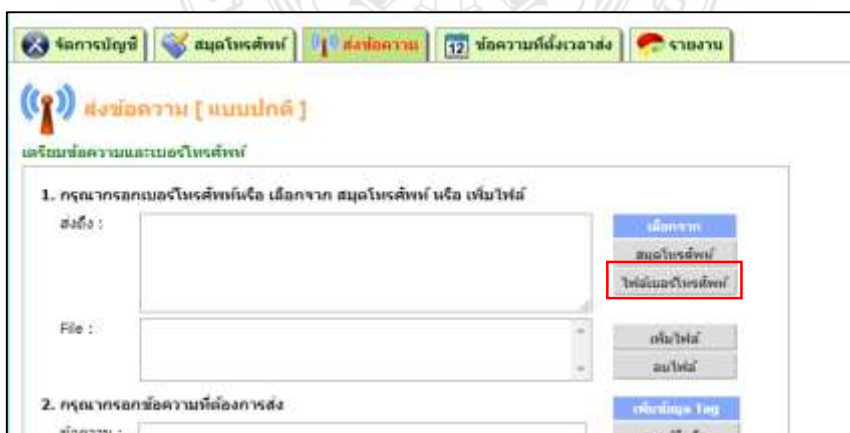 จัดการบัญชี สมุดโทรศัพท์ ส่งข้อความ 12 ข้อความที่ตั้งเวลาส่ง รายงาน
ส่งข้อความ [ แบบปกติ ]
เตรียมข้อความและเบอร์โทรศัพท์
1. กรุณากรอกเบอร์โทรศัพท์หรือ เลือกจาก สมุดโทรศัพท์ หรือ เพิ่มไฟล์
ส่งถึง :
เลือกจาก
สมุดโทรศัพท์
ไฟล์เบอร์โทรศัพท์
File :
เพิ่มไฟล์
ลบไฟล์
2. กรุณากรอกข้อความที่ต้องการส่ง
เพิ่มข้อมูล Tag
ข้อความ :